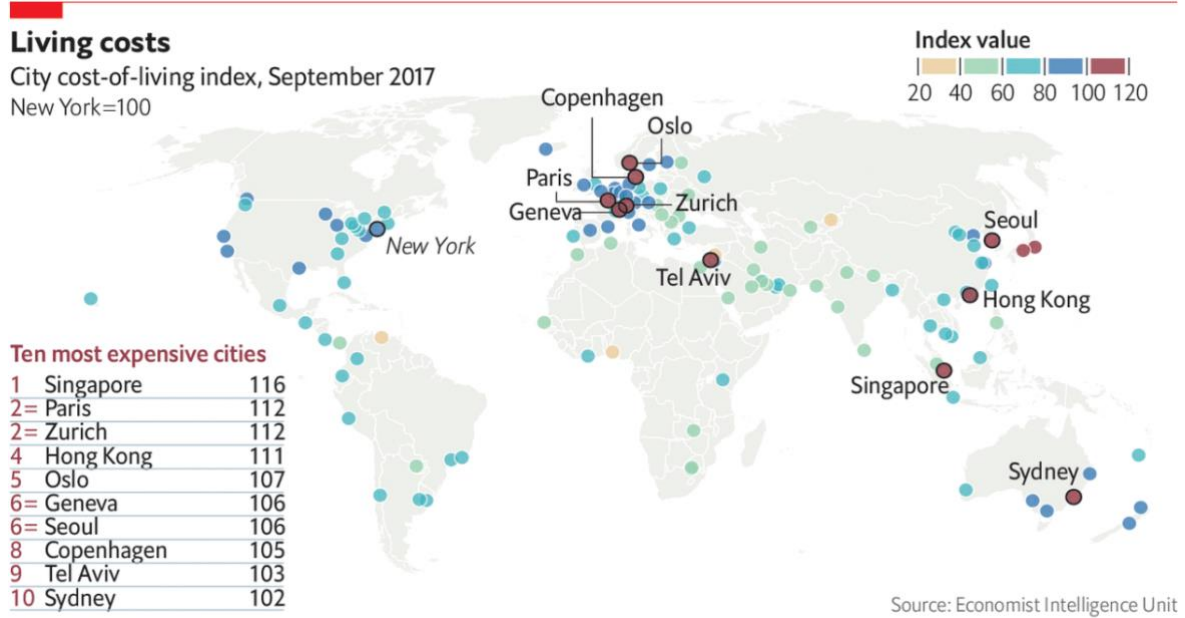 Living costs
City cost-of-living index, September 2017
New York=100
Index value
20 40 60 80 100 120
Copenhagen
Oslo
Paris
Geneva
Zurich
New York
Seoul
Tel Aviv
Hong Kong
Singapore
Sydney
Ten most expensive cities
1 Singapore 116
2= Paris 112
2= Zurich 112
4 Hong Kong 111
5 Oslo 107
6= Geneva 106
6= Seoul 106
8 Copenhagen 105
9 Tel Aviv 103
10 Sydney 102
Source: Economist Intelligence Unit